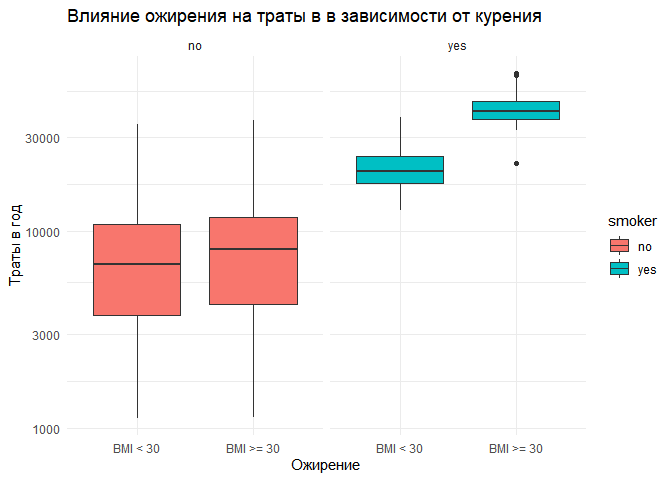 Влияние ожирения на траты в в зависимости от курения
no
yes
30000
10000
3000
1000
Траты в год
BMI < 30
BMI >= 30
BMI < 30
BMI >= 30
Ожирение
smoker
no
yes